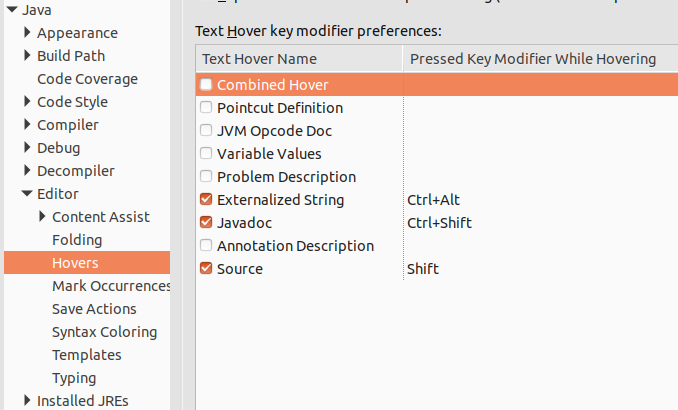 Java
Appearance
Build Path
Code Coverage
Code Style
Compiler
Debug
Decompiler
Editor
Content Assist
Folding
Hovers
Mark Occurrences
Save Actions
Syntax Coloring
Templates
Typing
Installed JREs
Text Hover key modifier preferences:
Text Hover Name Pressed Key Modifier While Hovering
Combined Hover
Pointcut Definition
JVM Opcode Doc
Variable Values
Problem Description
Externalized String Ctrl+Alt
Javadoc Ctrl+Shift
Annotation Description
Source Shift